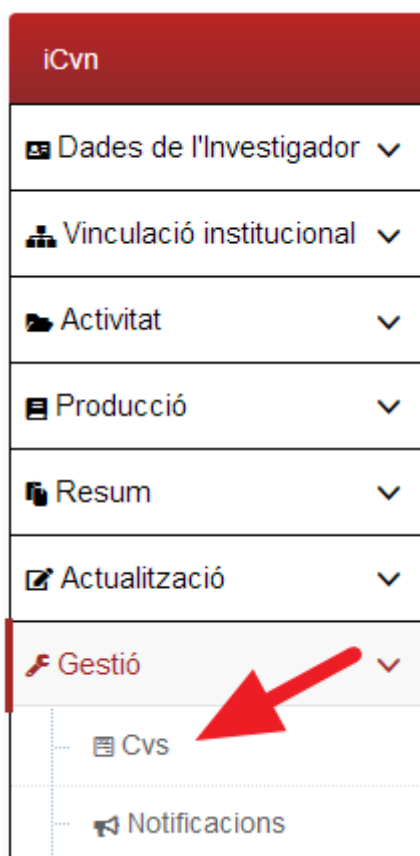 iCvn
Dades de l'Investigador
Vinculació institucional
Activitat
Producció
Resum
Actualització
Gestió
Cvs
Notificacions